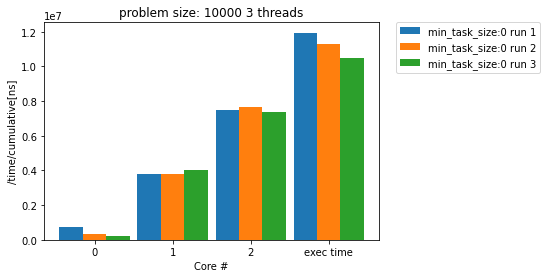 problem size: 10000 3 threads
1e7
min_task_size:0 run 1
min_task_size:0 run 2
min_task_size:0 run 3
1.2
1.0
0.8
0.6
0.4
0.2
0.0
/time/cumulative[ns]
0 1 2 exec time
Core #